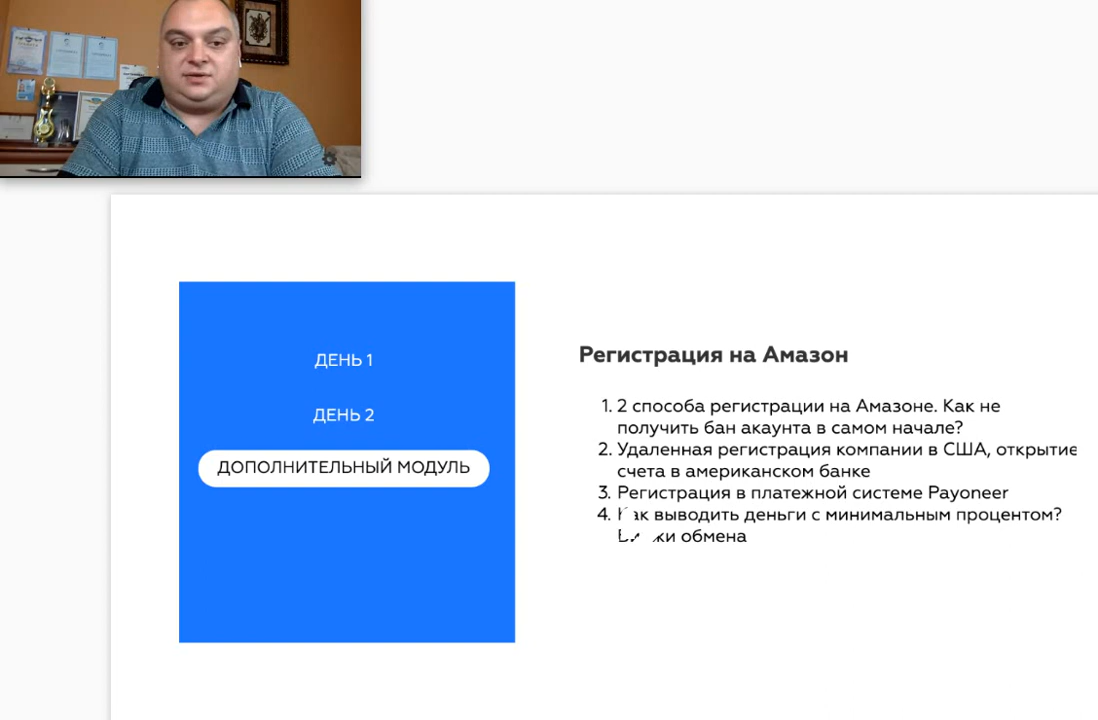 ДЕНЬ 1
ДЕНЬ 2
ДОПОЛНИТЕЛЬНЫЙ МОДУЛЬ
Регистрация на Амазон
1. 2 способа регистрации на Амазоне. Как не
получить бан акаунта в самом начале?
2. Удаленная регистрация компании в США, открытие
счета в американском банке
3. Регистрация в платежной системе Payoneer
4. Как выводить деньги с минимальным процентом?
обмена